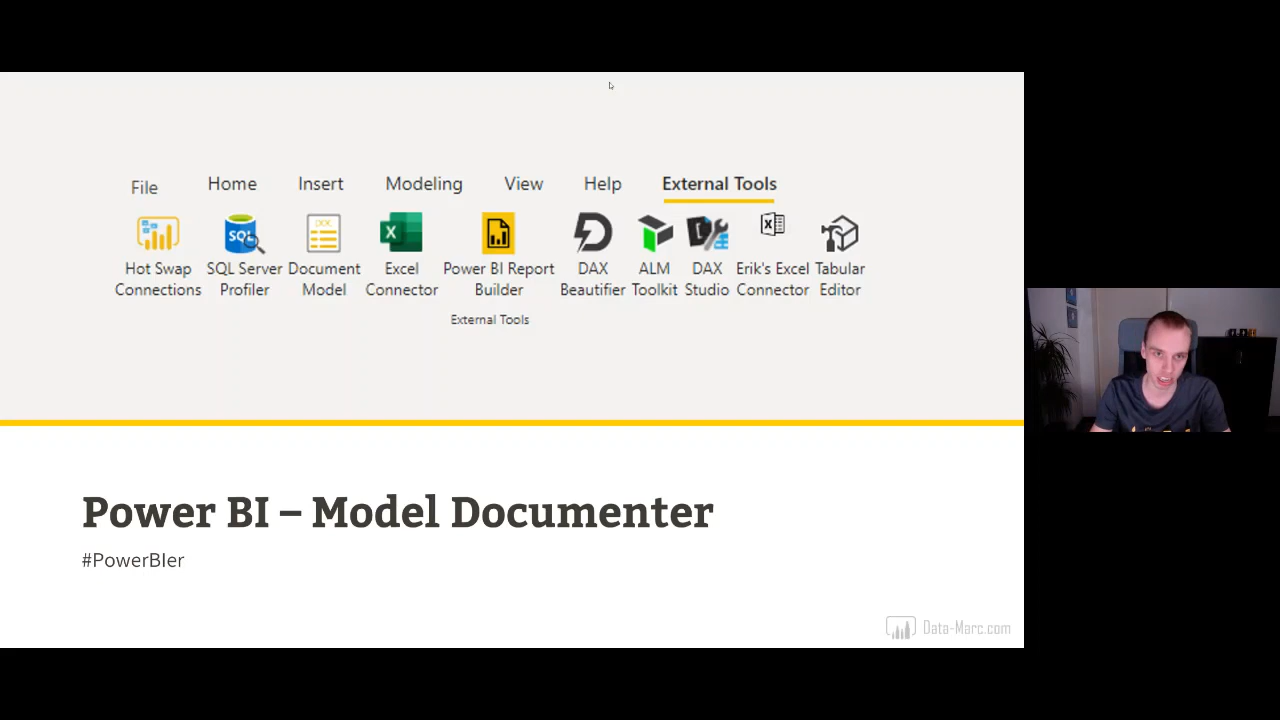 File Home Insert Modeling View Help External Tools
Hot Swap Connections
SQL Server Profiler
Document Model
Excel Connector
Power BI Report Builder
DAX Beautifier
ALM Toolkit
DAX Studio
Erik's Excel Connector
Tabular Editor
External Tools
Power BI – Model Documenter
#PowerBIer
Data-Marc.com